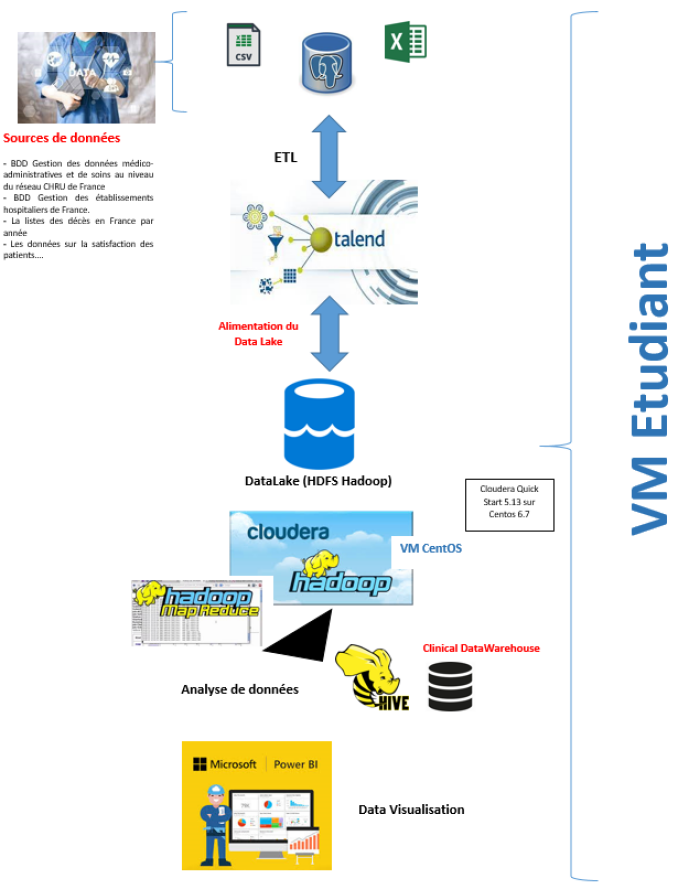 CSV
X
DATA
Sources de données
- BDD Gestion des données médico-
administratives et de soins au niveau
du réseau CHRU de France
- BDD Gestion des établissements
hospitaliers de France.
- La listes des décès en France par
année
- Les données sur la satisfaction des
patients....
ETL
talend
Alimentation du
Data Lake
DataLake (HDFS Hadoop)
Cloudera Quick
Start 5.13 sur
Centos 6.7
VM Etudiant
cloudera
VM CentOS
hadoop
hadoop
Map Reduce
Clinical DataWarehouse
Analyse de données
HIVE
Microsoft Power BI
Data Visualisation